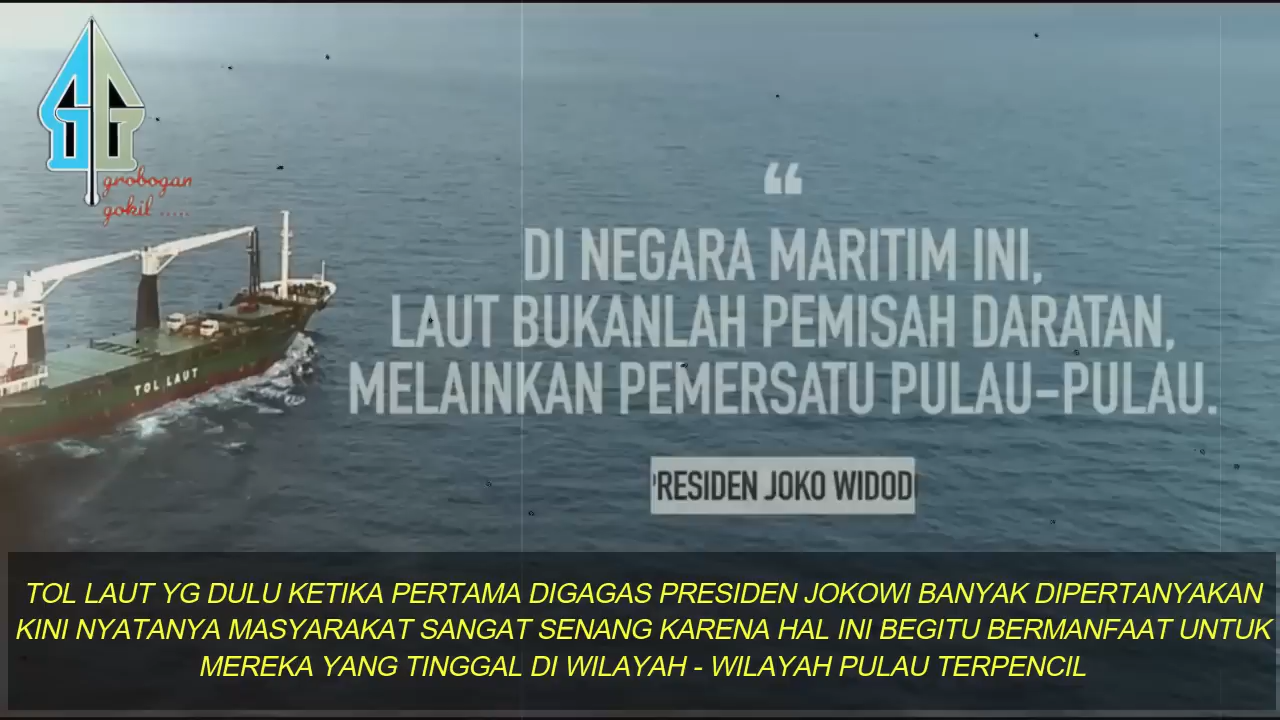 GG
grobogan
gokil .....
TOL LAUT
“
DI NEGARA MARITIM INI,
LAUT BUKANLAH PEMISAH DARATAN,
MELAINKAN PEMERSATU PULAU-PULAU.
PRESIDEN JOKO WIDOD
TOL LAUT YG DULU KETIKA PERTAMA DIGAGAS PRESIDEN JOKOWI BANYAK DIPERTANYAKAN
KINI NYATANYA MASYARAKAT SANGAT SENANG KARENA HAL INI BEGITU BERMANFAAT UNTUK
MEREKA YANG TINGGAL DI WILAYAH - WILAYAH PULAU TERPENCIL